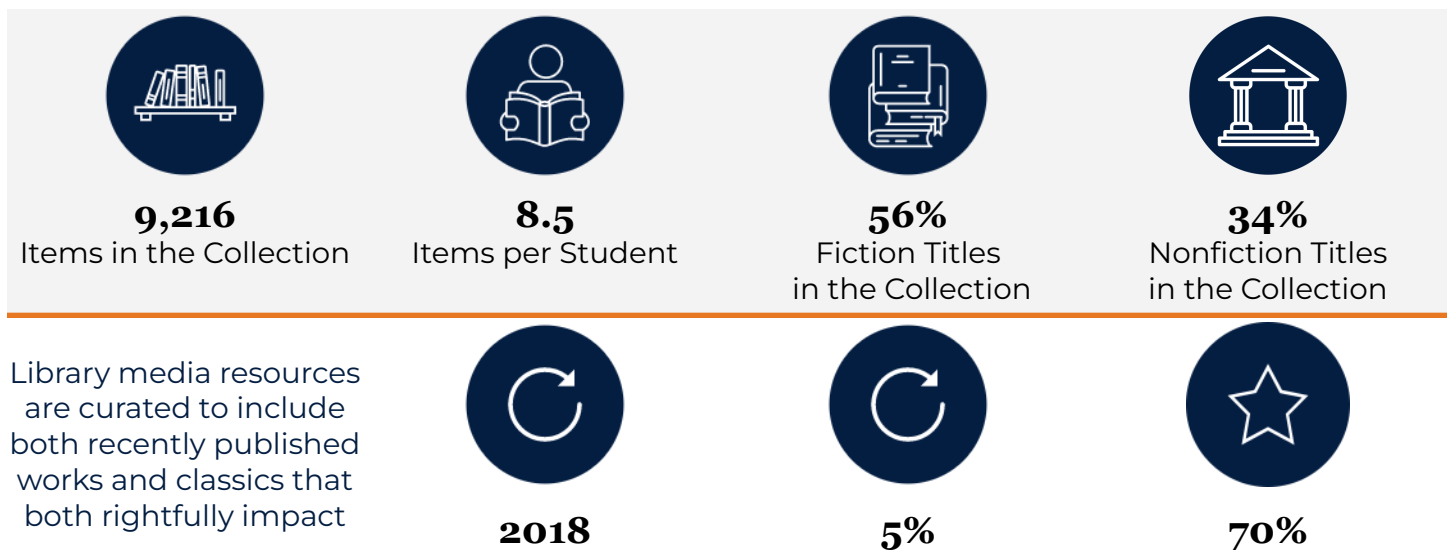 9,216
Items in the Collection
8.5
Items per Student
56%
Fiction Titles
in the Collection
34%
Nonfiction Titles
in the Collection
Library media resources
are curated to include
both recently published
works and classics that
both rightfully impact
2018
5%
70%